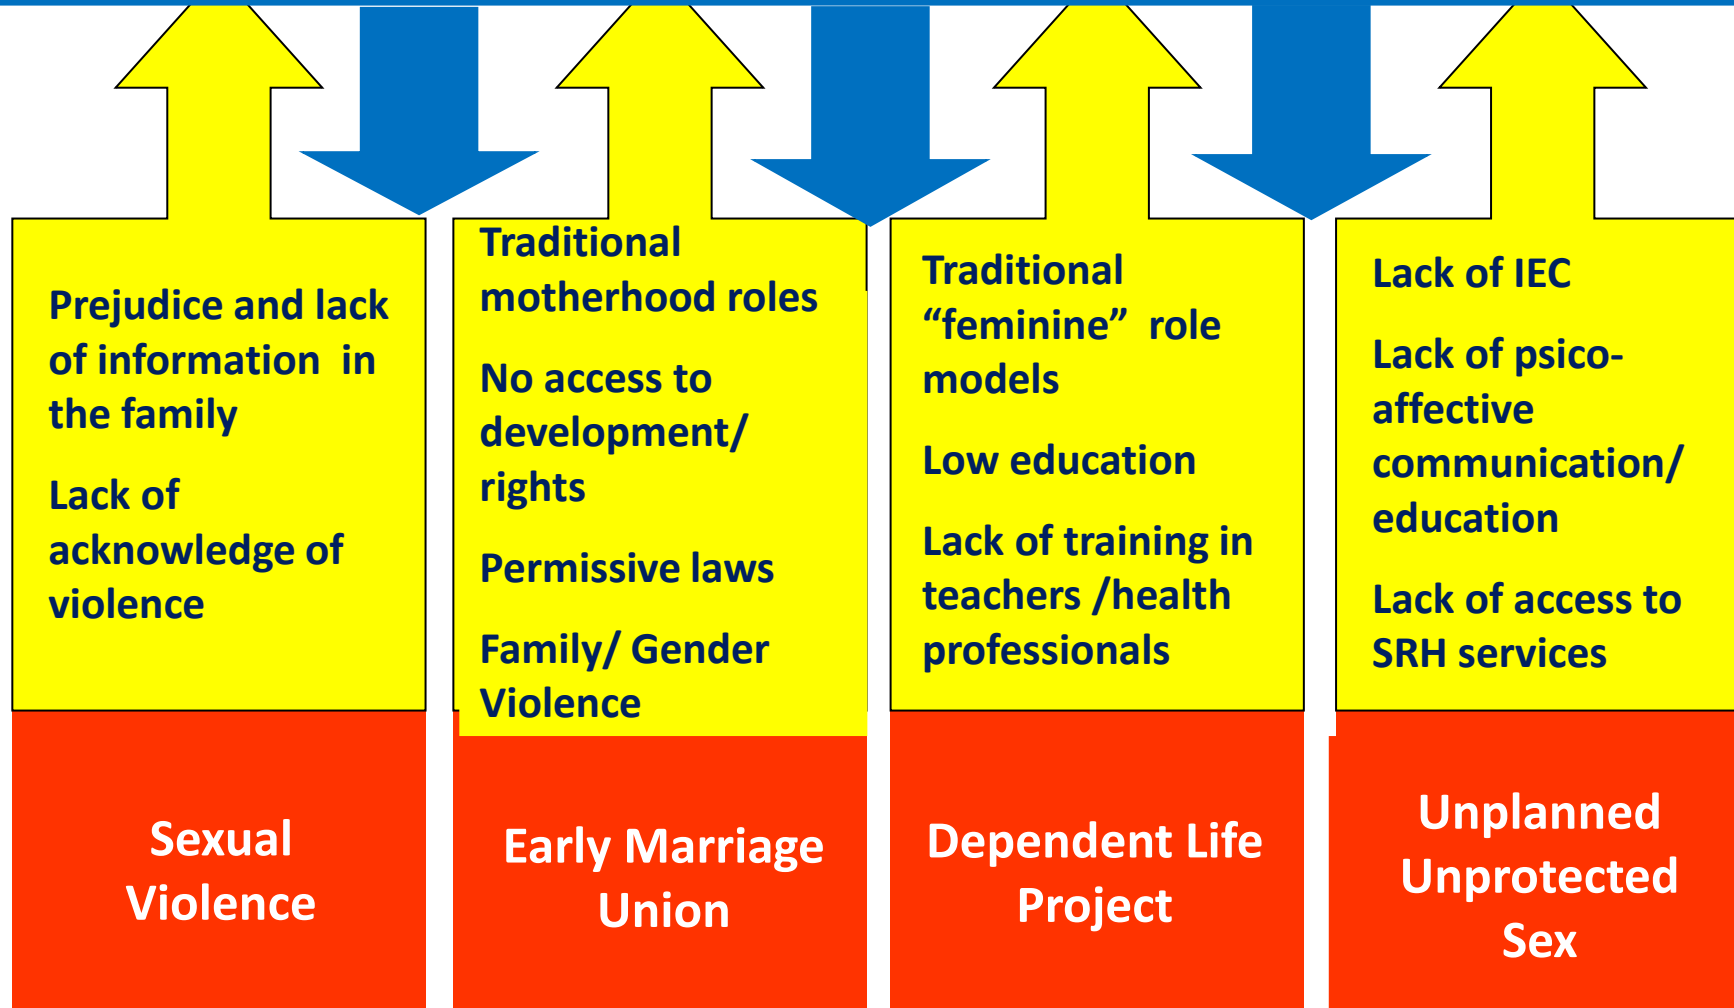 Prejudice and lack
of information in
the family
Lack of
acknowledge of
violence
Traditional
motherhood roles
No access to
development/
rights
Permissive laws
Family/ Gender
Violence
Traditional
“feminine” role
models
Low education
Lack of training in
teachers /health
professionals
Lack of IEC
Lack of psico-
affective
communication/
education
Lack of access to
SRH services
Sexual
Violence
Early Marriage
Union
Dependent Life
Project
Unplanned
Unprotected
Sex